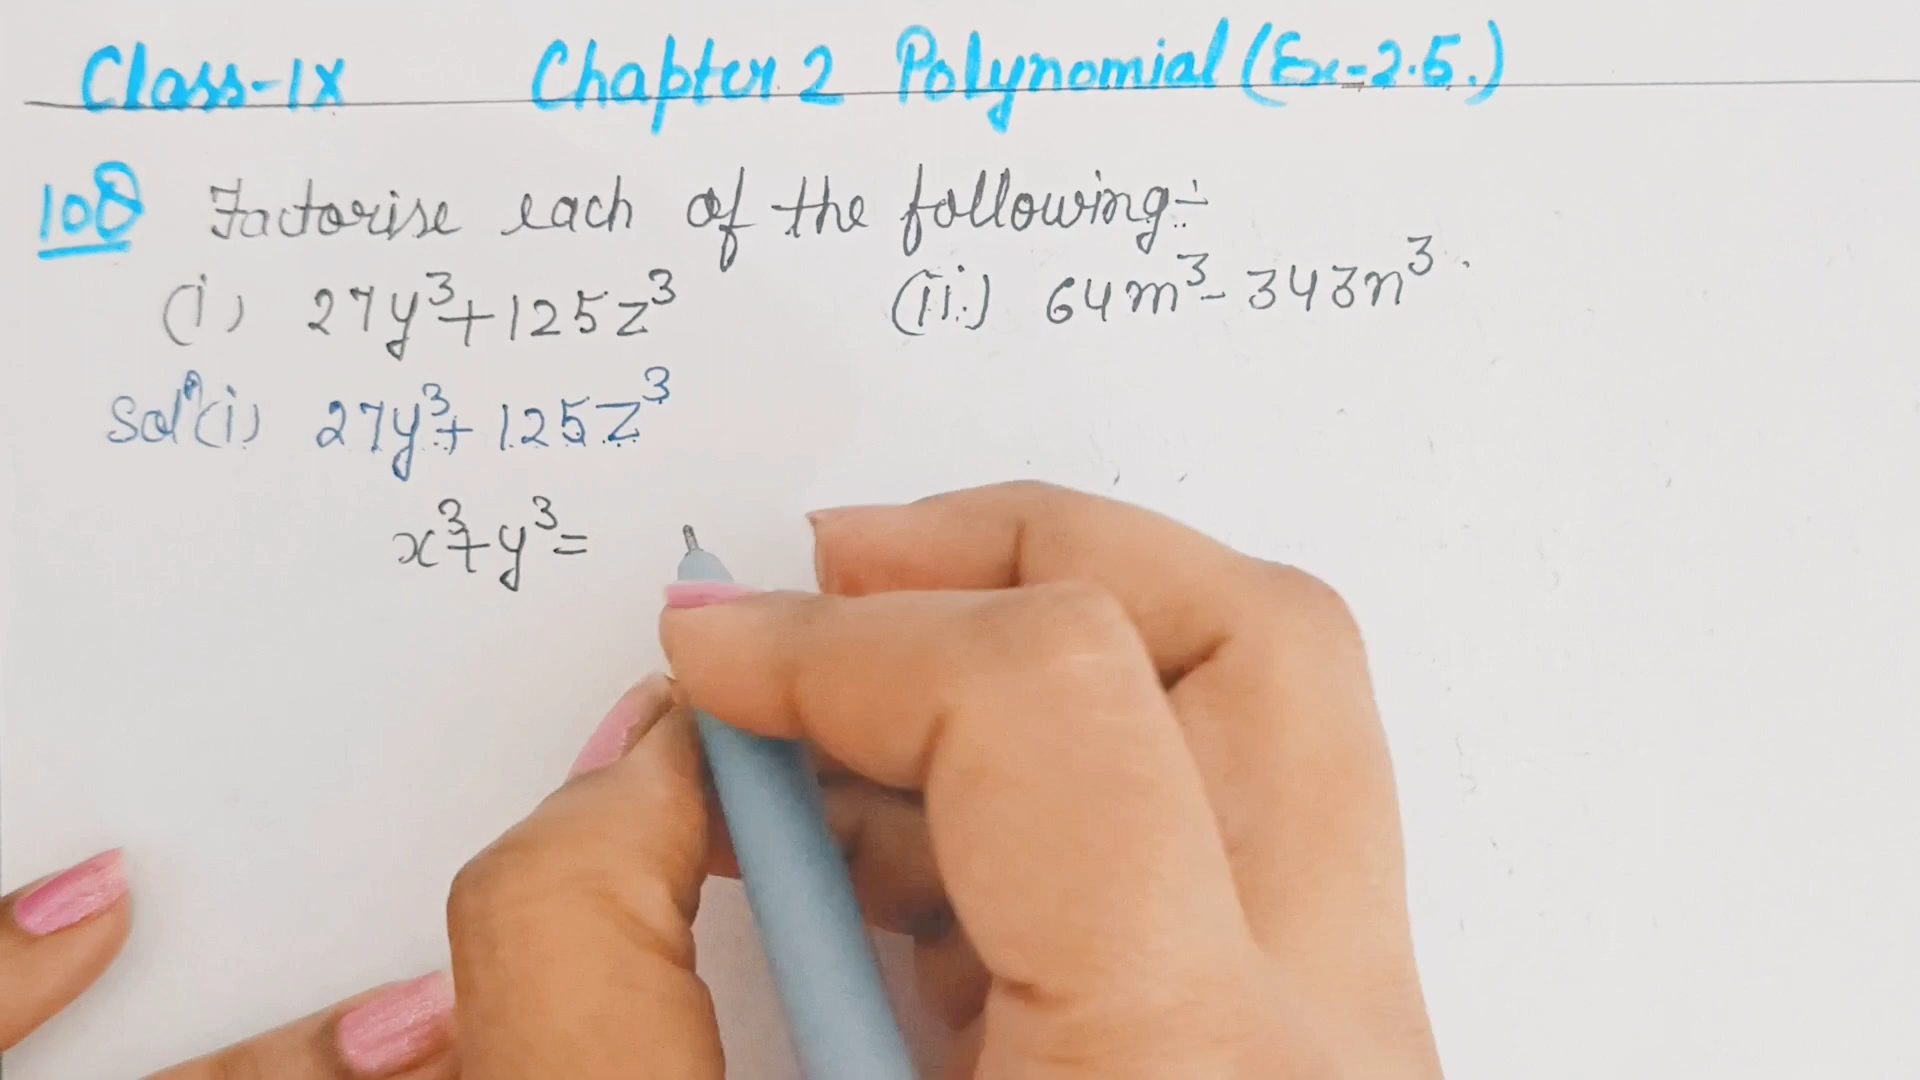 Class-IX Chapter 2 Polynomial (Ex-2.5.)
10Q Factorise each of the following:-
(i) 27y³+125z³ (ii) 64m³-343n³.
Solⁿ(i) 27y³+125z³
x³+y³=